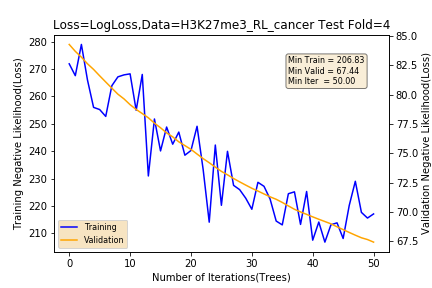 Loss=LogLoss,Data=H3K27me3_RL_cancer Test Fold=4
Training Negative Likelihood(Loss)
280
270
260
250
240
230
220
210
Min Train = 206.83
Min Valid = 67.44
Min Iter = 50.00
Training
Validation
85.0
82.5
80.0
77.5
75.0
72.5
70.0
67.5
Validation Negative Likelihood(Loss)
0
10
20
30
40
50
Number of Iterations(Trees)